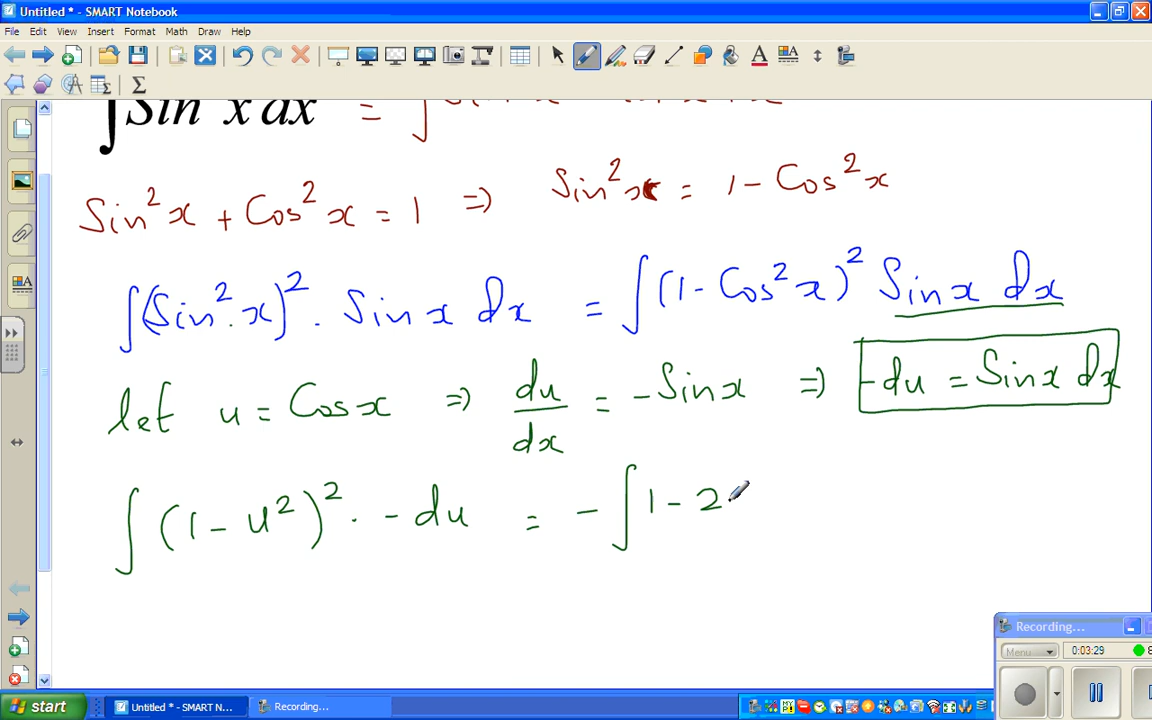 Untitled * - SMART Notebook
File Edit View Insert Format Math Draw Help
∫Sin x dx =
Sin²x + Cos²x = 1 ⇒ Sin²x = 1 - Cos²x
∫(Sin²x)² . Sin x dx = ∫(1 - Cos²x)² Sin x dx
let u = Cos x ⇒ du/dx = - Sin x ⇒ -du = Sin x dx
∫(1 - u²)² . - du = - ∫ 1 - 2
Recording...
Menu 0:03:29
start Untitled * - SMART N... Recording...